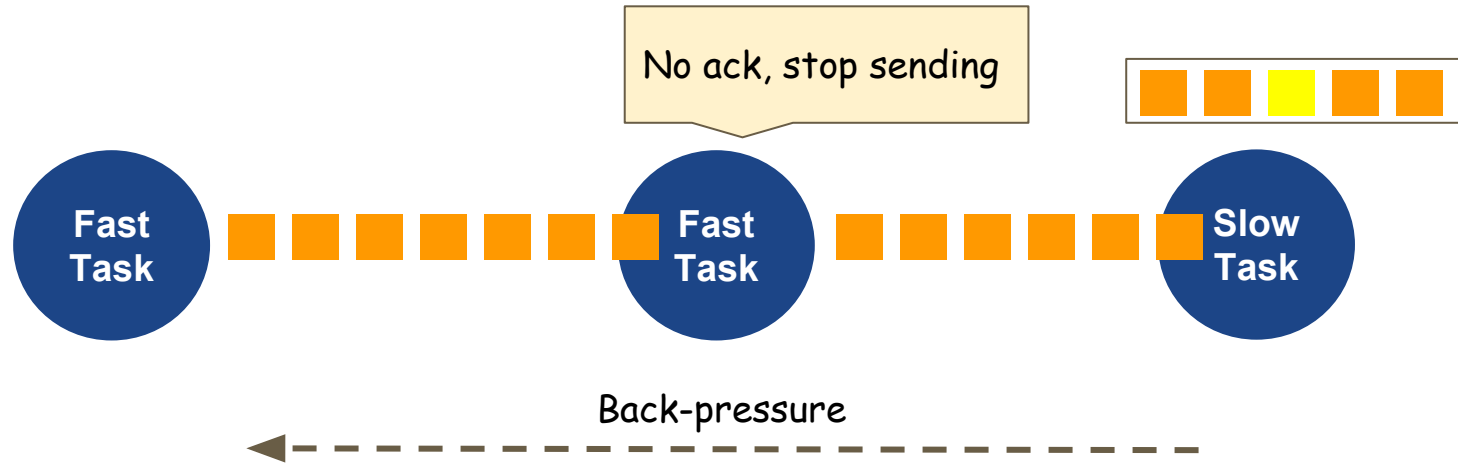 No ack, stop sending
Fast
Task
Fast
Task
Slow
Task
Back-pressure